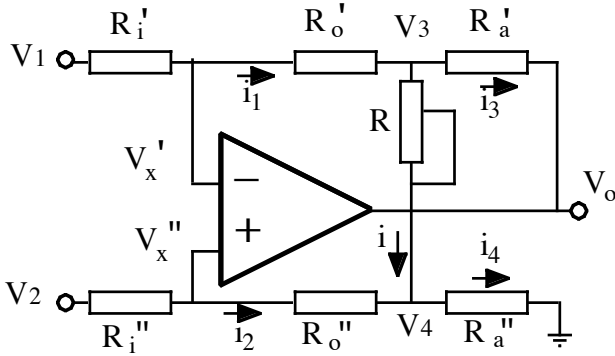 Ri' Ro' V3 Ra'
V1
i1 i3
R
Vx' −
Vo
Vx'' + i i4
V2
Ri'' i2 Ro'' V4 Ra''